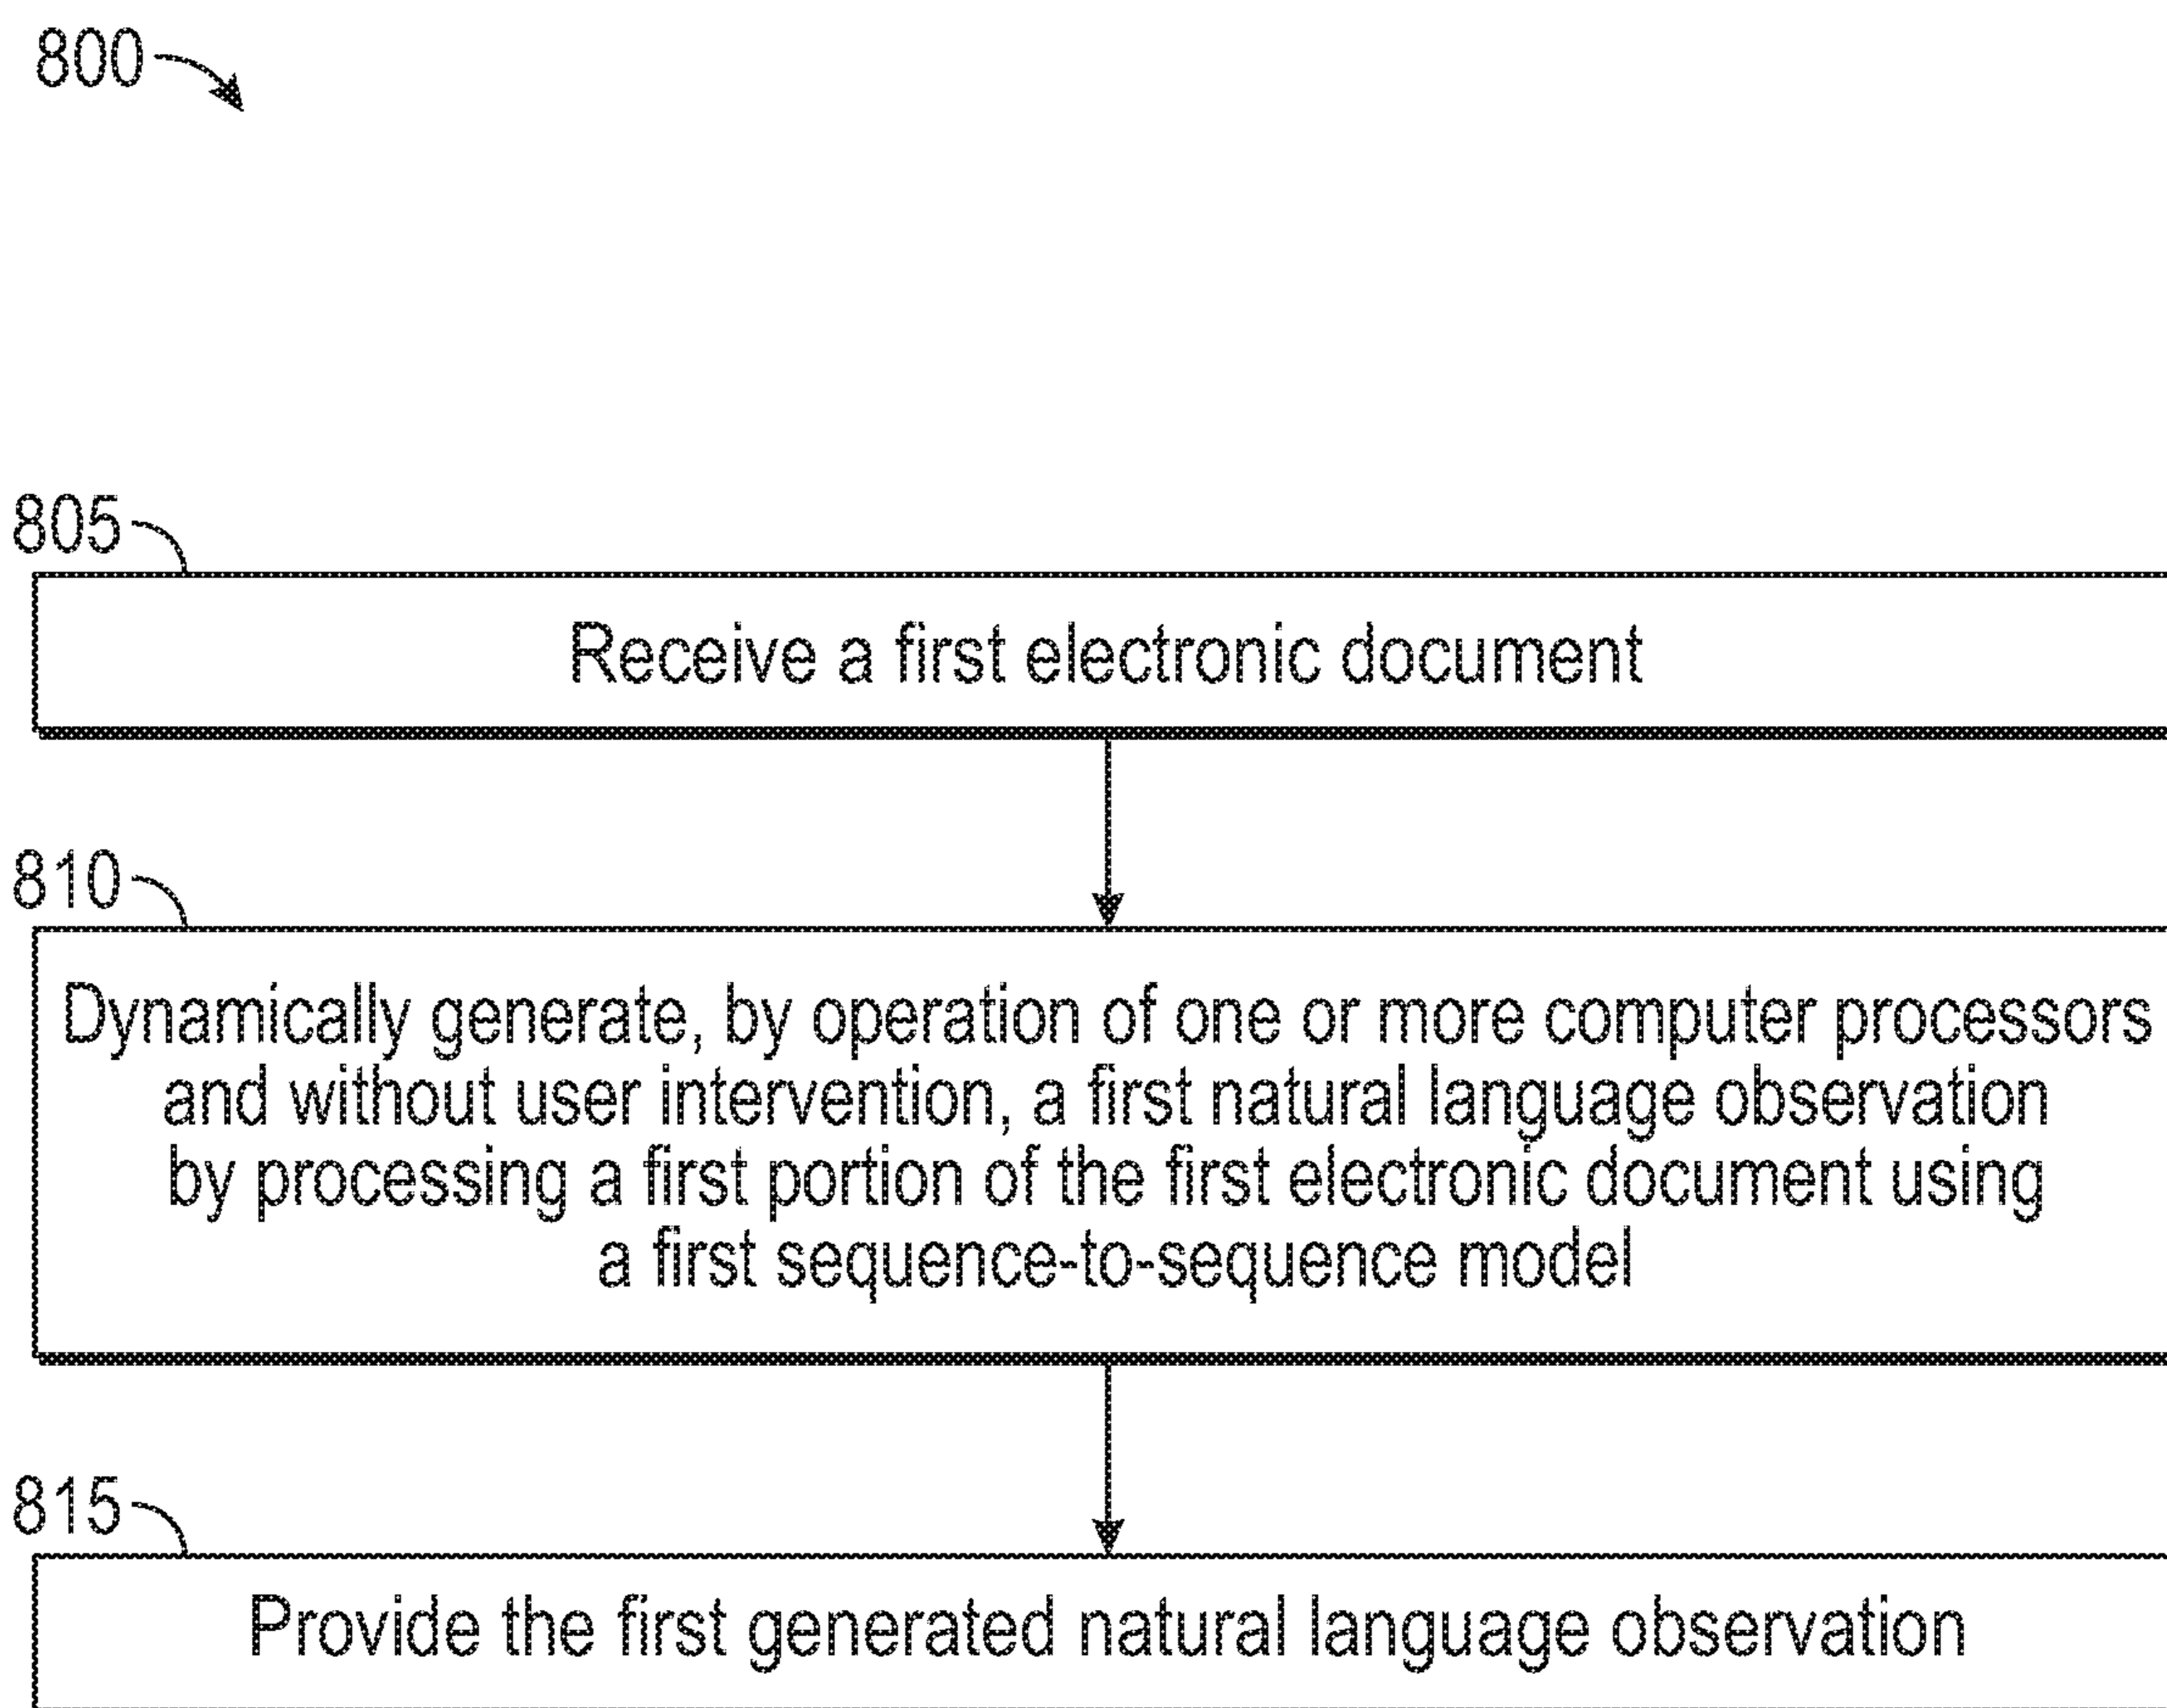 800
805
Receive a first electronic document
810
Dynamically generate, by operation of one or more computer processors
and without user intervention, a first natural language observation
by processing a first portion of the first electronic document using
a first sequence-to-sequence model
815
Provide the first generated natural language observation